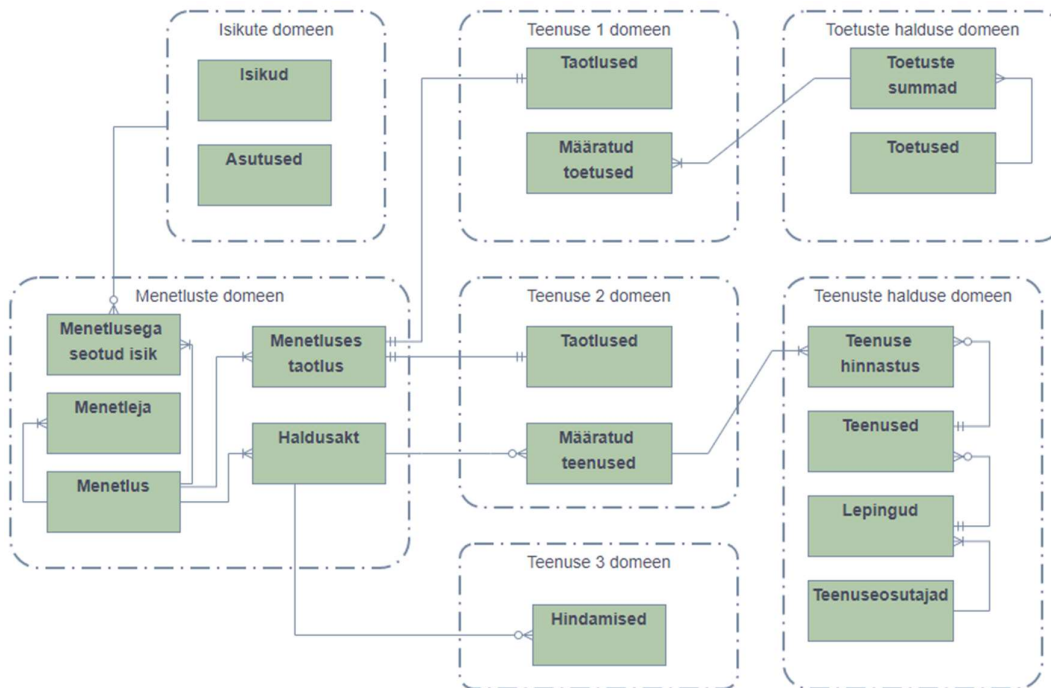 Isikute domeen
Isikud
Asutused
Teenuse 1 domeen
Taotlused
Määratud
toetused
Toetuste halduse domeen
Toetuste
summad
Toetused
Menetluste domeen
Menetlusega
seotud isik
Menetleja
Menetlus
Menetluses
taotlus
Haldusakt
Teenuse 2 domeen
Taotlused
Määratud
teenused
Teenuste halduse domeen
Teenuse
hinnastus
Teenused
Lepingud
Teenuseosutajad
Teenuse 3 domeen
Hindamised